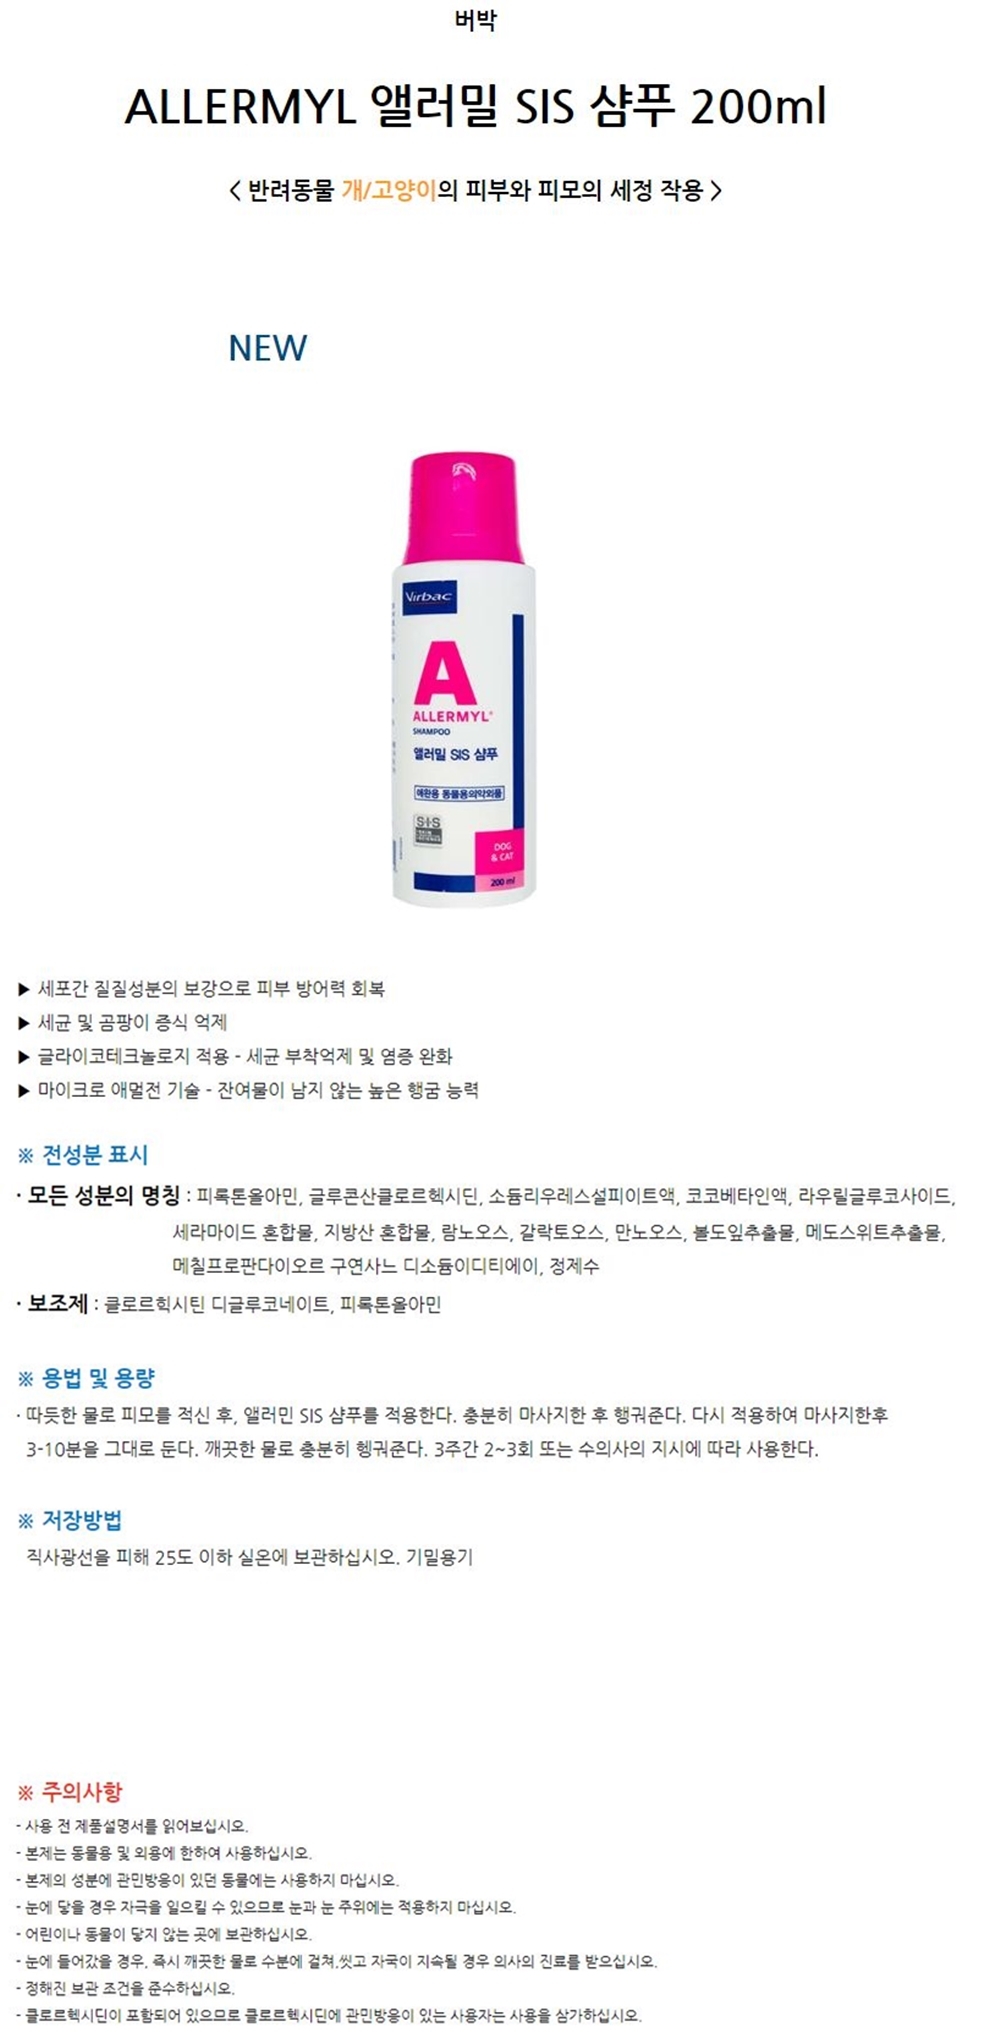 버박
ALLERMYL 앨러밀 SIS 샴푸 200ml
< 반려동물 개/고양이의 피부와 피모의 세정 작용 >
NEW
Virbac
A
ALLERMYL®
SHAMPOO
앨러밀 SIS 샴푸
애완용 동물용의약외품
S+S
SKIN
SCIENCE
DOG
& CAT
200 ml
▶ 세포간 질질성분의 보강으로 피부 방어력 회복
▶ 세균 및 곰팡이 증식 억제
▶ 글라이코테크놀로지 적용 - 세균 부착억제 및 염증 완화
▶ 마이크로 애멀전 기술 - 잔여물이 남지 않는 높은 행굼 능력
※ 전성분 표시
· 모든 성분의 명칭 : 피록톤올아민, 글루콘산클로르헥시딘, 소듐리우레스설피이트액, 코코베타인액, 라우릴글루코사이드,
세라마이드 혼합물, 지방산 혼합물, 람노오스, 갈락토오스, 만노오스, 볼도잎추출물, 메도스위트추출물,
메칠프로판다이오르 구연사느 디소듐이디티에이, 정제수
· 보조제 : 클로르힉시틴 디글루코네이트, 피록톤올아민
※ 용법 및 용량
· 따듯한 물로 피모를 적신 후, 앨러민 SIS 샴푸를 적용한다. 충분히 마사지한 후 행궈준다. 다시 적용하여 마사지한후
3-10분을 그대로 둔다. 깨끗한 물로 충분히 헹궈준다. 3주간 2~3회 또는 수의사의 지시에 따라 사용한다.
※ 저장방법
직사광선을 피해 25도 이하 실온에 보관하십시오. 기밀용기
※ 주의사항
- 사용 전 제품설명서를 읽어보십시오.
- 본제는 동물용 및 외용에 한하여 사용하십시오.
- 본제의 성분에 관민방응이 있던 동물에는 사용하지 마십시오.
- 눈에 닿을 경우 자극을 일으킬 수 있으므로 눈과 눈 주위에는 적용하지 마십시오.
- 어린이나 동물이 닿지 않는 곳에 보관하십시오.
- 눈에 들어갔을 경우, 즉시 깨끗한 물로 수분에 걸쳐,씻고 자국이 지속될 경우 의사의 진료를 받으십시오.
- 정해진 보관 조건을 준수하십시오.
- 클로르헥시딘이 포함되어 있으므로 클로르헥시딘에 관민방응이 있는 사용자는 사용을 삼가하십시오.